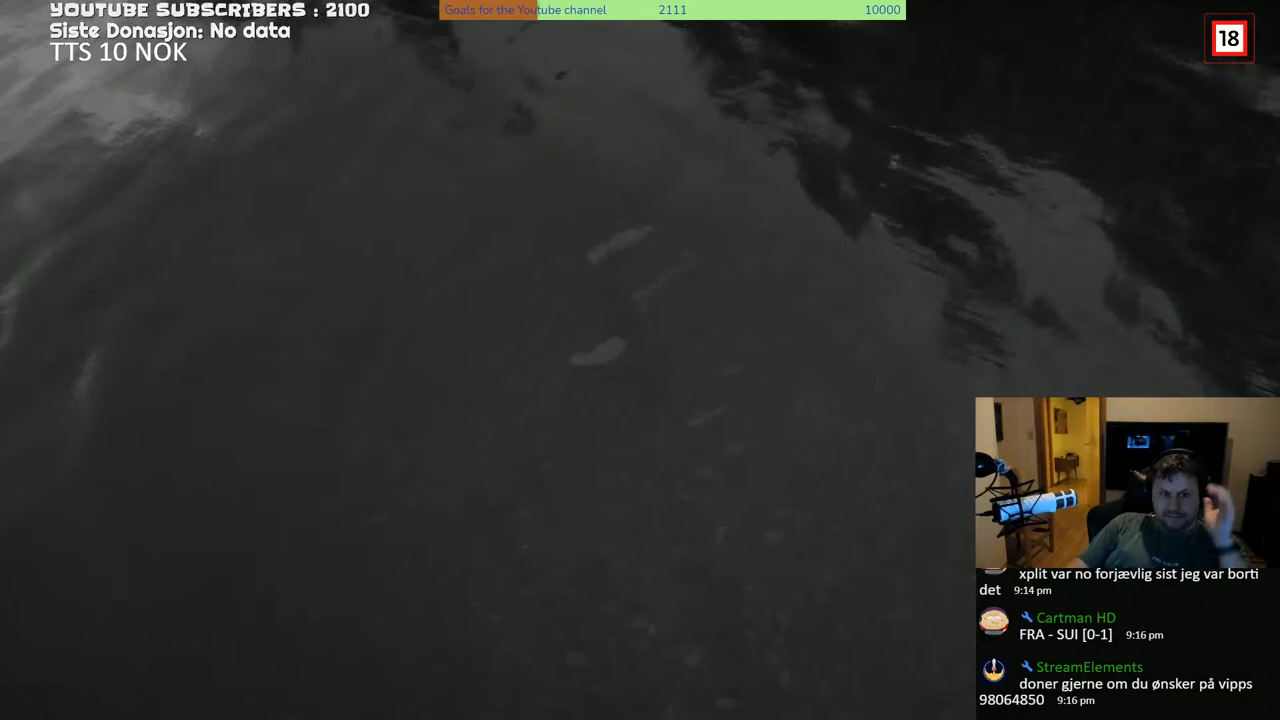 YOUTUBE SUBSCRIBERS : 2100
Siste Donasjon: No data
TTS 10 NOK
Goals for the Youtube channel 2111 10000
18
xplit var no forjævlig sist jeg var borti
det 9:14 pm
Cartman HD
FRA - SUI [0-1] 9:16 pm
StreamElements
doner gjerne om du ønsker på vipps
98064850 9:16 pm